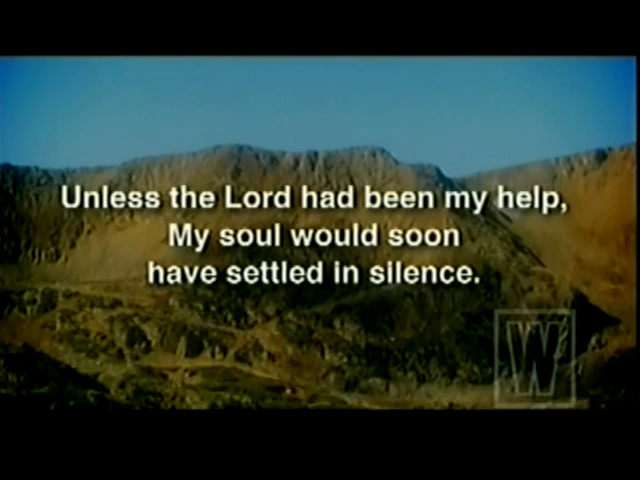 Unless the Lord had been my help,
My soul would soon
have settled in silence.
W